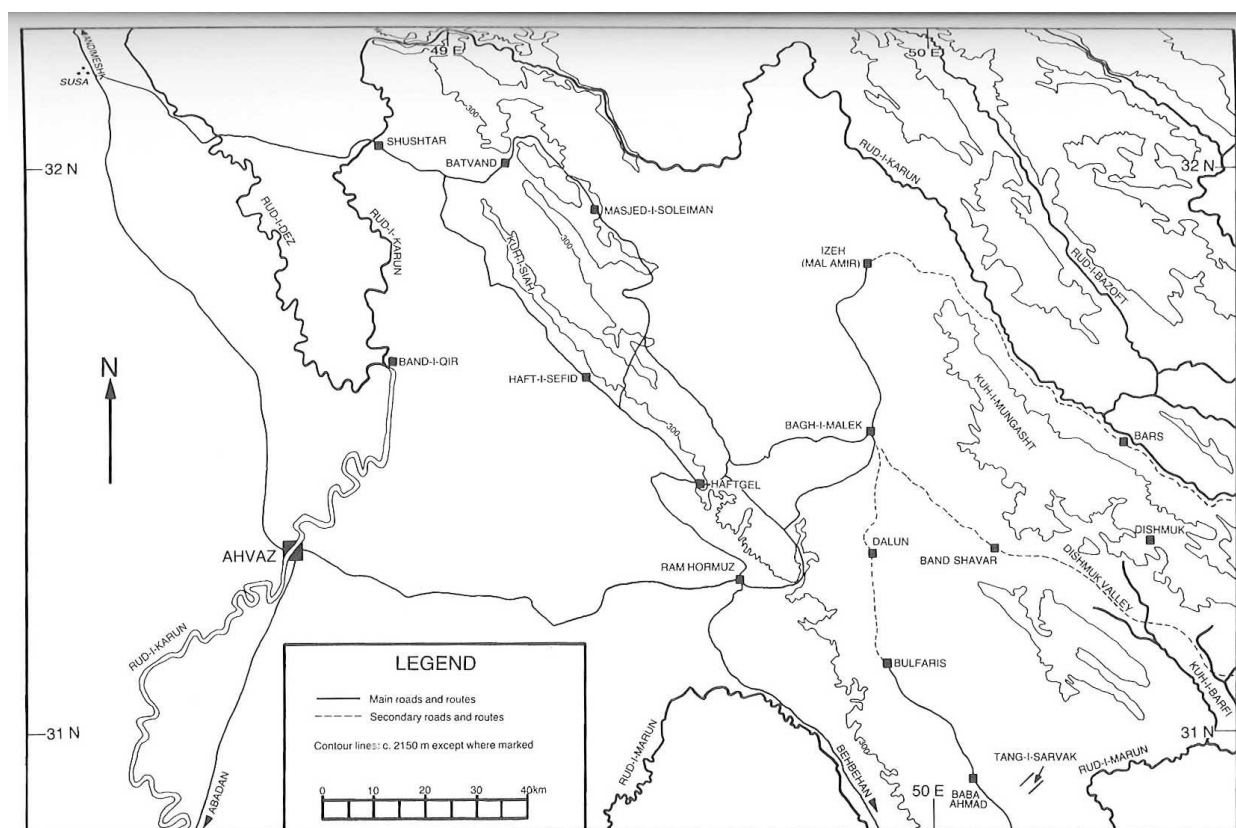 ANDIMESHK
49 E
50 E
SUSA
300
SHUSHTAR
BATVAND
32 N
32 N
RUD-I-KARUN
MASJED-I-SOLEIMAN
RUD-I-DEZ
RUD-I-KARUN
300
KUH-I-SIAH
IZEH
(MAL AMIR)
RUD-I-BAZOFT
N
BAND-I-QIR
HAFT-I-SEFID
KUH-I-MUNGASHT
300
BAGH-I-MALEK
BARS
HAFTGEL
AHVAZ
DALUN
BAND SHAVAR
DISHMUK
RAM HORMUZ
DISHMUK VALLEY
RUD-I-KARUN
BULFARIS
KUH-I-BARFI
LEGEND
Main roads and routes
Secondary roads and routes
Contour lines: c. 2150 m except where marked
0 10 20 30 40km
31 N
31 N
RUD-I-MARUN
300
TANG-I-SARVAK
RUD-I-MARUN
BEHBEHAN
ABADAN
50 E
BABA
AHMAD